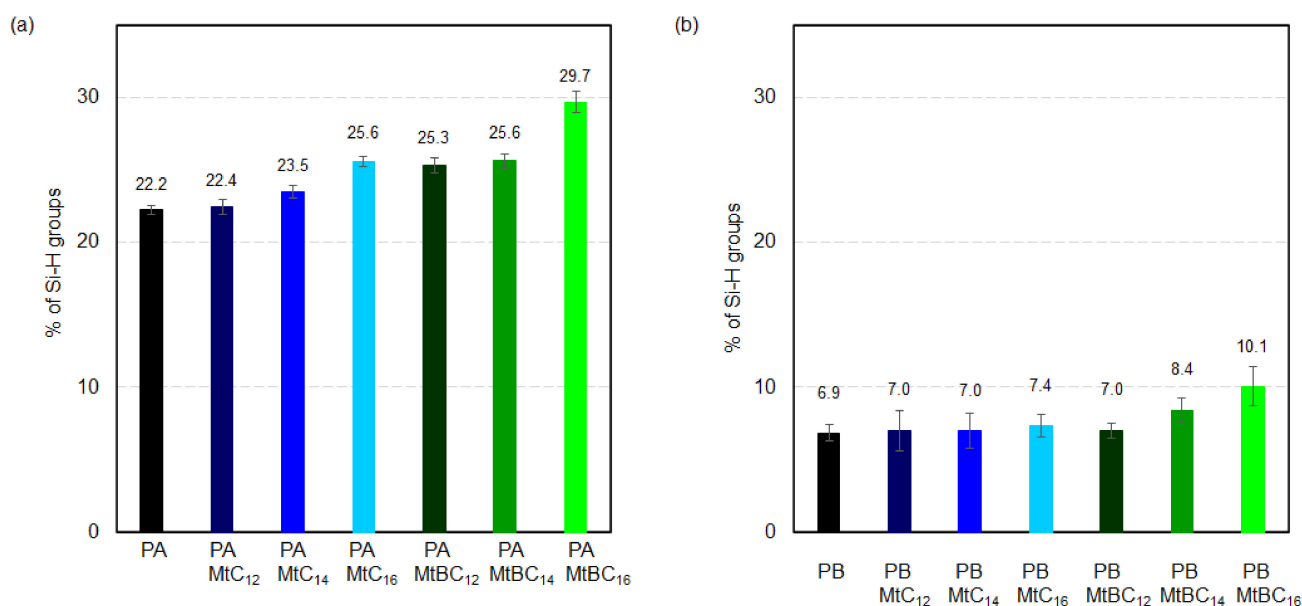 (a)
% of Si-H groups
30
20
10
0
22.2
22.4
23.5
25.6
25.3
25.6
29.7
PA
PA MtC₁₂
PA MtC₁₄
PA MtC₁₆
PA MtBC₁₂
PA MtBC₁₄
PA MtBC₁₆
(b)
% of Si-H groups
30
20
10
0
6.9
7.0
7.0
7.4
7.0
8.4
10.1
PB
PB MtC₁₂
PB MtC₁₄
PB MtC₁₆
PB MtBC₁₂
PB MtBC₁₄
PB MtBC₁₆